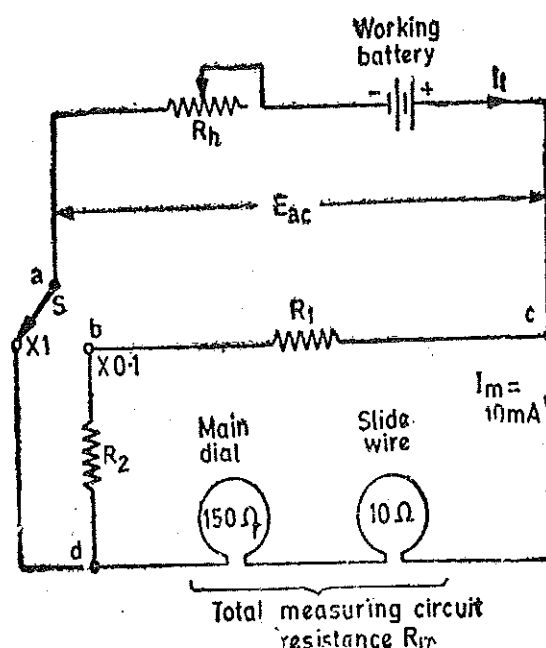 Working
battery
- +
I1
Rh
Eac
a
S
X1
b
X0·1
R1
c
Im =
10mA
R2
Main
dial
Slide
wire
150Ω
10Ω
d
Total measuring circuit
resistance Rm